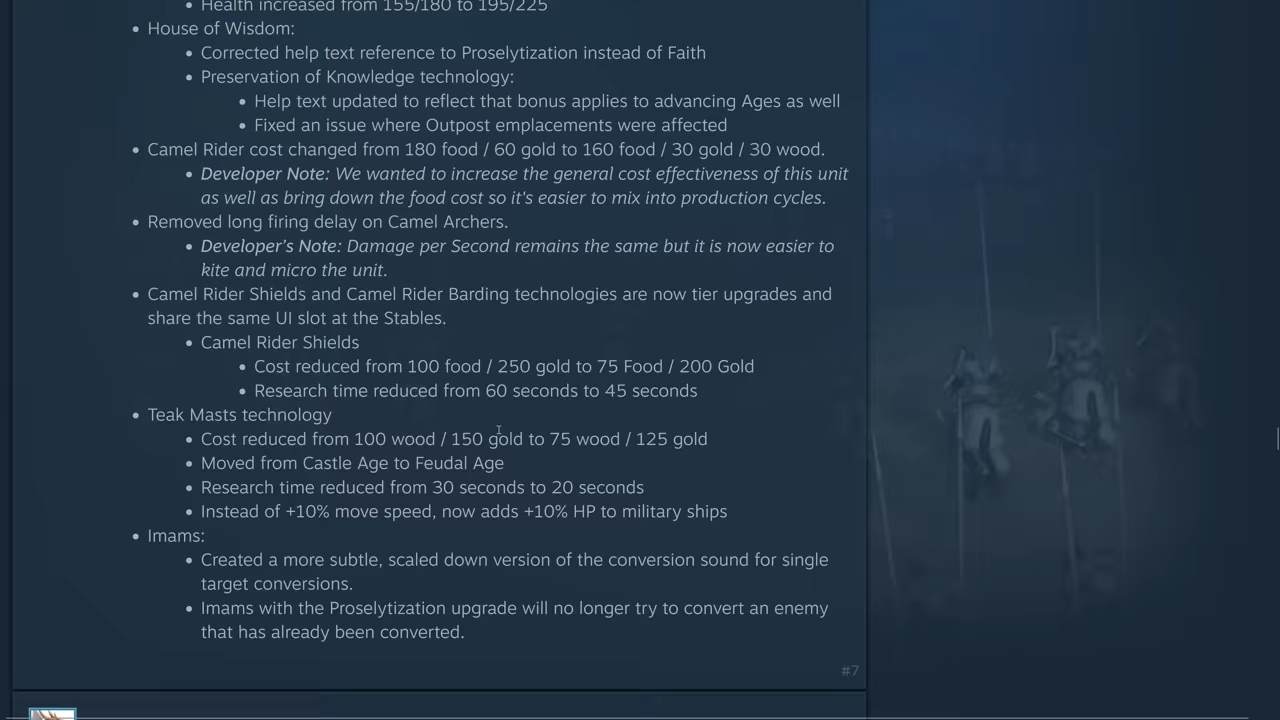 Health increased from 155/180 to 195/225
House of Wisdom:
Corrected help text reference to Proselytization instead of Faith
Preservation of Knowledge technology:
Help text updated to reflect that bonus applies to advancing Ages as well
Fixed an issue where Outpost emplacements were affected
Camel Rider cost changed from 180 food / 60 gold to 160 food / 30 gold / 30 wood.
Developer Note: We wanted to increase the general cost effectiveness of this unit
as well as bring down the food cost so it's easier to mix into production cycles.
Removed long firing delay on Camel Archers.
Developer's Note: Damage per Second remains the same but it is now easier to
kite and micro the unit.
Camel Rider Shields and Camel Rider Barding technologies are now tier upgrades and
share the same UI slot at the Stables.
Camel Rider Shields
Cost reduced from 100 food / 250 gold to 75 Food / 200 Gold
Research time reduced from 60 seconds to 45 seconds
Teak Masts technology
Cost reduced from 100 wood / 150 gold to 75 wood / 125 gold
Moved from Castle Age to Feudal Age
Research time reduced from 30 seconds to 20 seconds
Instead of +10% move speed, now adds +10% HP to military ships
Imams:
Created a more subtle, scaled down version of the conversion sound for single
target conversions.
Imams with the Proselytization upgrade will no longer try to convert an enemy
that has already been converted.
#7